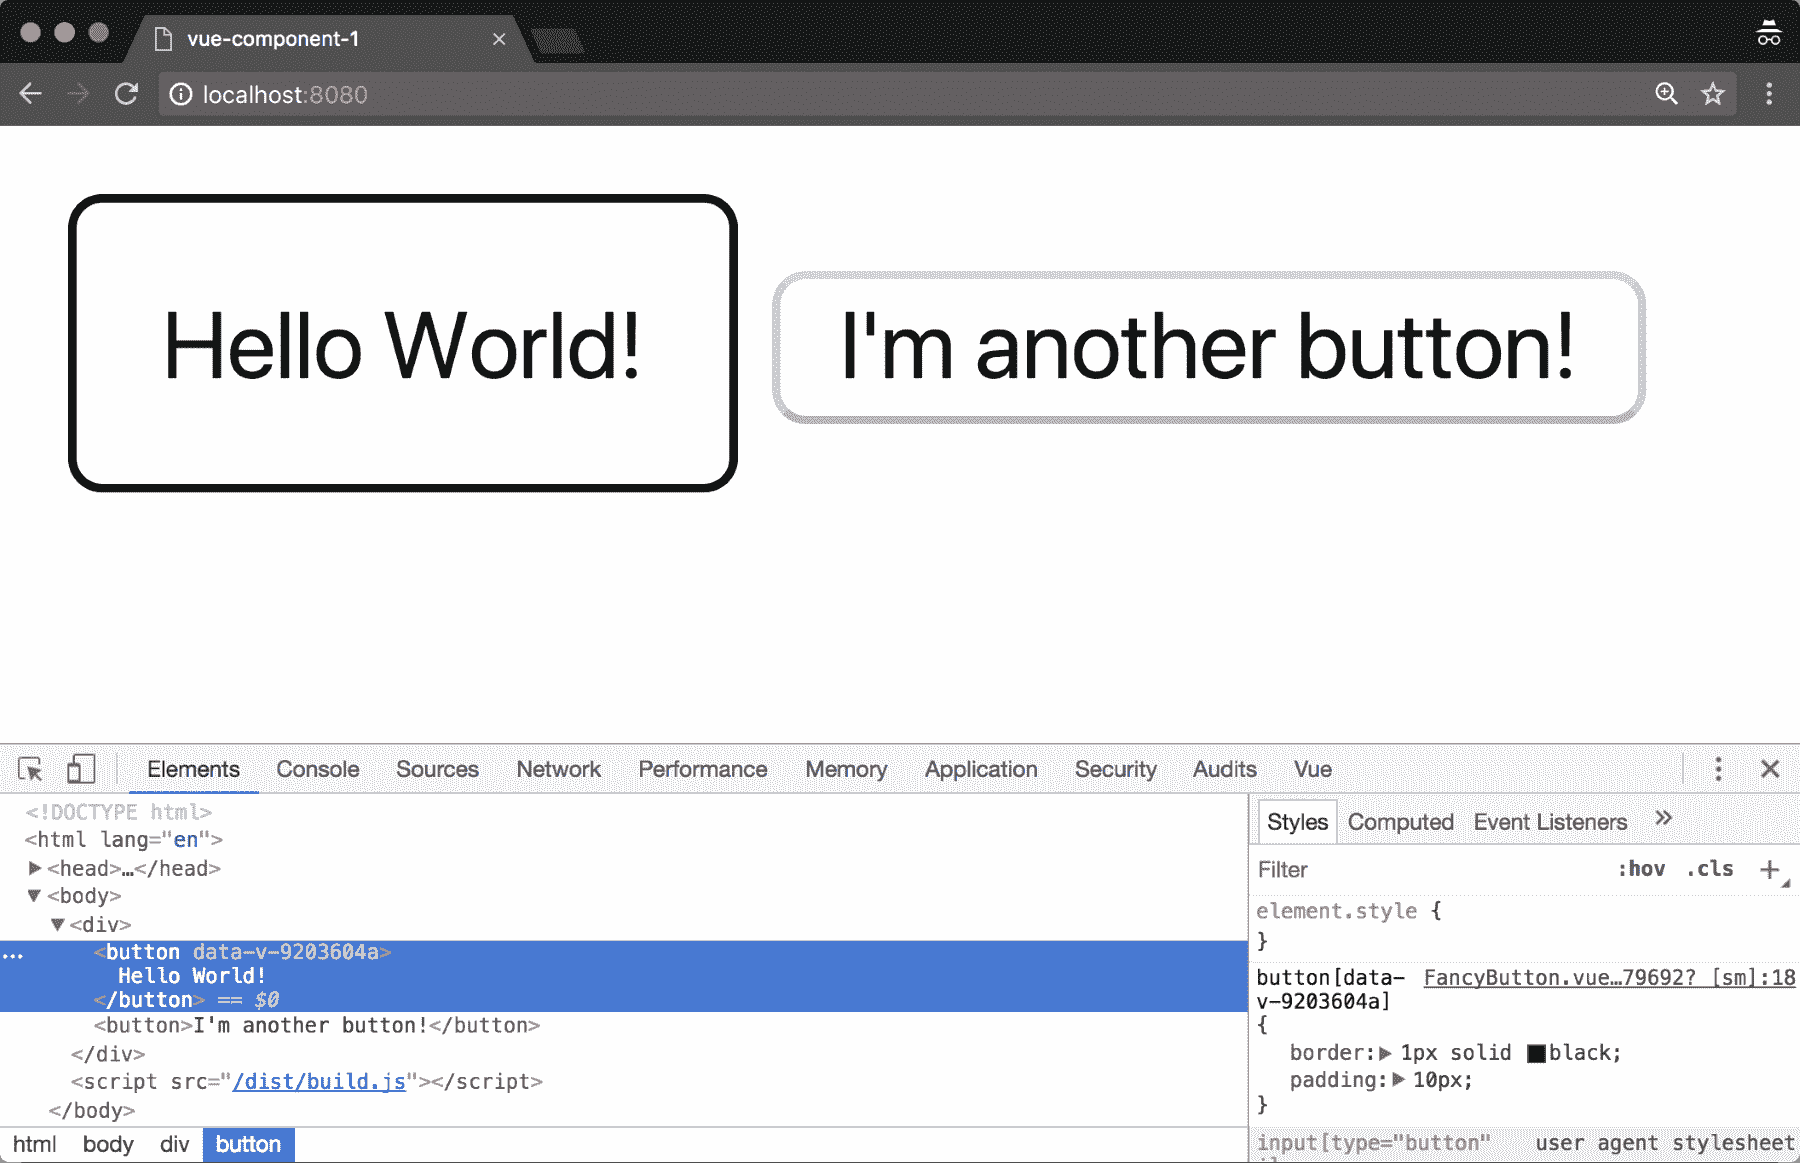 vue-component-1
localhost:8080
Hello World!
I'm another button!
Elements Console Sources Network Performance Memory Application Security Audits Vue
<!DOCTYPE html>
<html lang="en">
<head>…</head>
<body>
<div>
<button data-v-9203604a>
Hello World!
</button> == $0
<button>I'm another button!</button>
</div>
<script src="/dist/build.js"></script>
</body>
html body div button
Styles Computed Event Listeners »
Filter :hov .cls +
element.style {
}
button[data- FancyButton.vue…79692? [sm]:18
v-9203604a]
{
border: 1px solid black;
padding: 10px;
}
input[type="button" user agent stylesheet